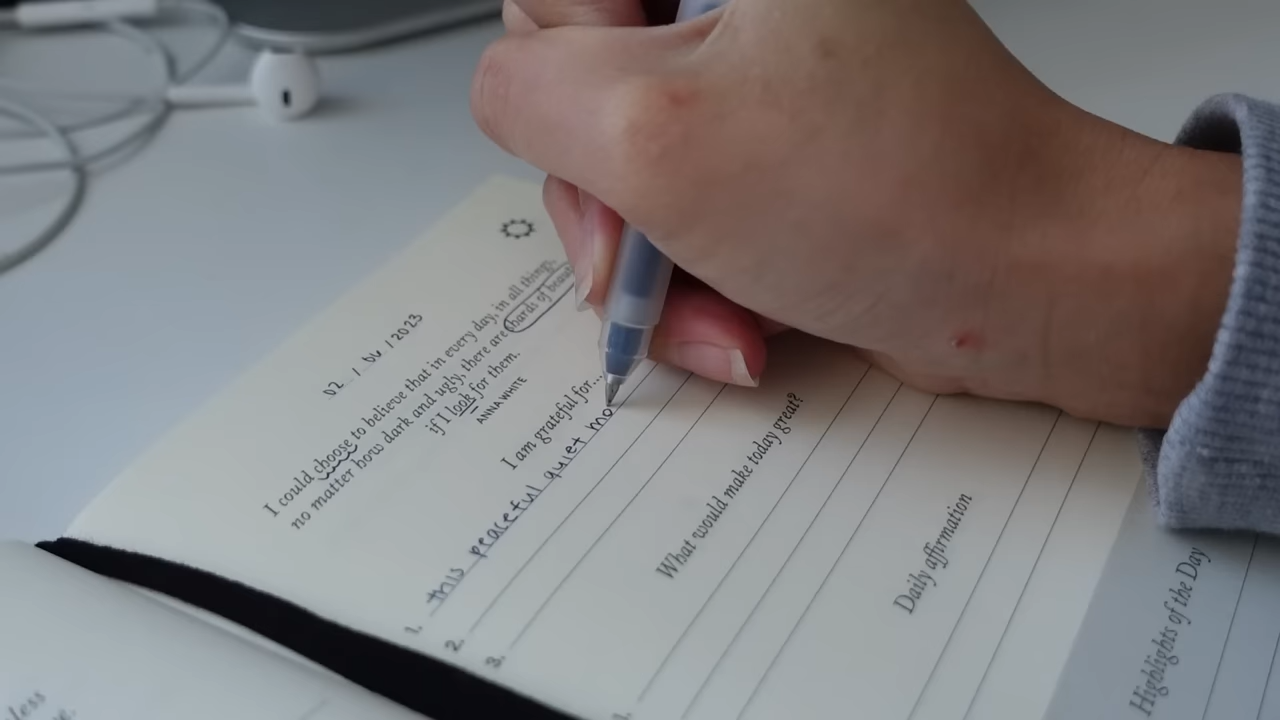 02 / 06 / 2023
I could choose to believe that in every day, in all things,
no matter how dark and ugly, there are shards of beauty
if I look for them.
ANNA WHITE
I am grateful for...
1. this peaceful quiet mo
2.
3.
What would make today great?
1.
Daily affirmation
Highlights of the Day
less